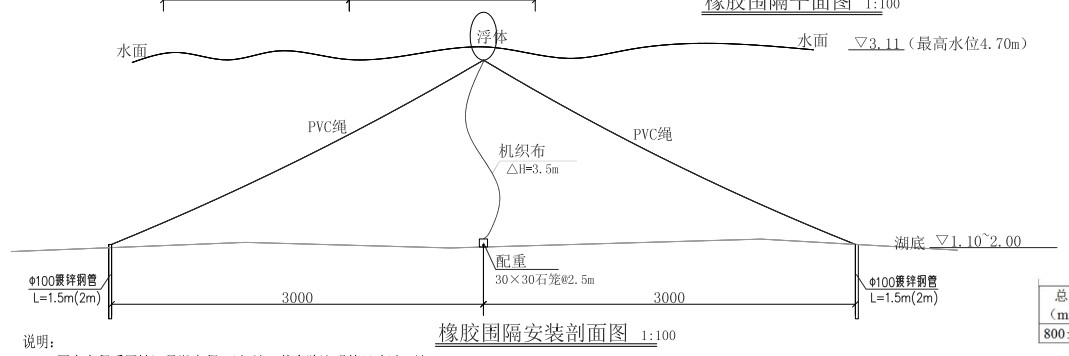 橡胶围隔平面图 1:100
浮体
水面
水面 ▽3.11（最高水位4.70m）
PVC绳
PVC绳
机织布
△H=3.5m
湖底 ▽1.10~2.00
配重
30×30石笼@2.5m
Φ100镀锌钢管
L=1.5m(2m)
Φ100镀锌钢管
L=1.5m(2m)
3000
3000
总
(m
800
橡胶围隔安装剖面图 1:100
说明: